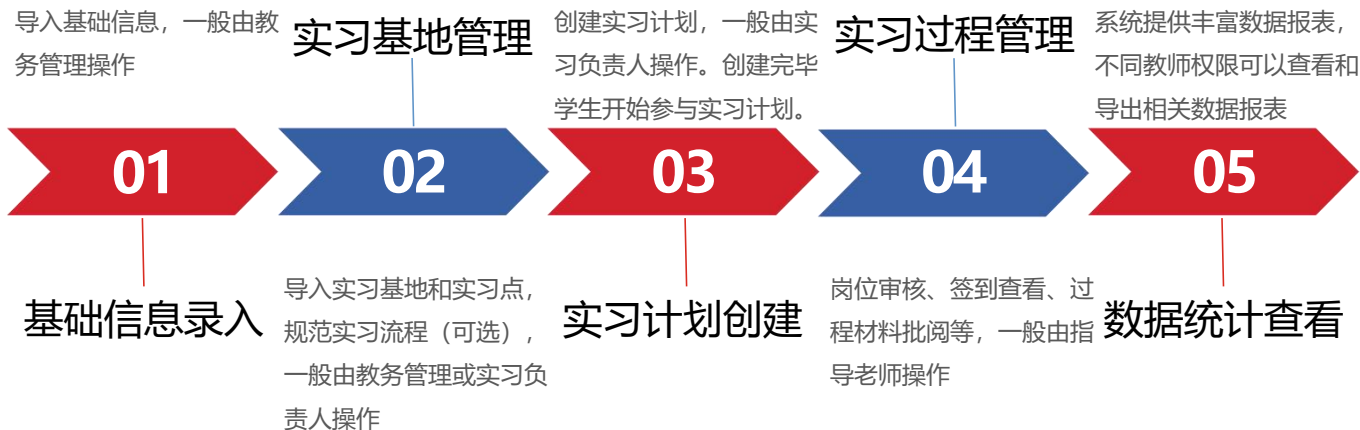 导入基础信息，一般由教
务管理操作
01
基础信息录入
实习基地管理
02
导入实习基地和实习点，
规范实习流程（可选），
一般由教务管理或实习负
责人操作
创建实习计划，一般由实
习负责人操作。创建完毕
学生开始参与实习计划。
03
实习计划创建
实习过程管理
04
岗位审核、签到查看、过
程材料批阅等，一般由指
导老师操作
系统提供丰富数据报表，
不同教师权限可以查看和
导出相关数据报表
05
数据统计查看